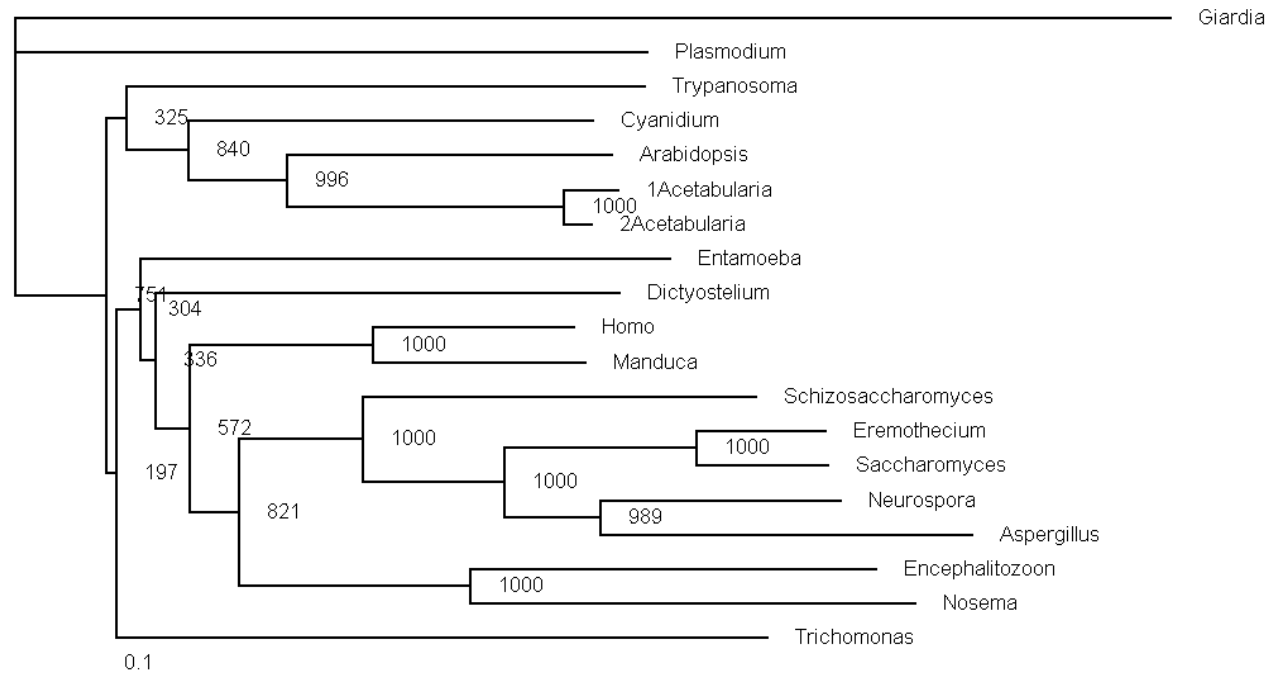 Giardia
Plasmodium
Trypanosoma
325
Cyanidium
840
Arabidopsis
996
1Acetabularia
1000
2Acetabularia
Entamoeba
751
Dictyostelium
304
Homo
1000
336
Manduca
Schizosaccharomyces
572
1000
Eremothecium
1000
Saccharomyces
197
1000
Neurospora
821
989
Aspergillus
Encephalitozoon
1000
Nosema
Trichomonas
0.1